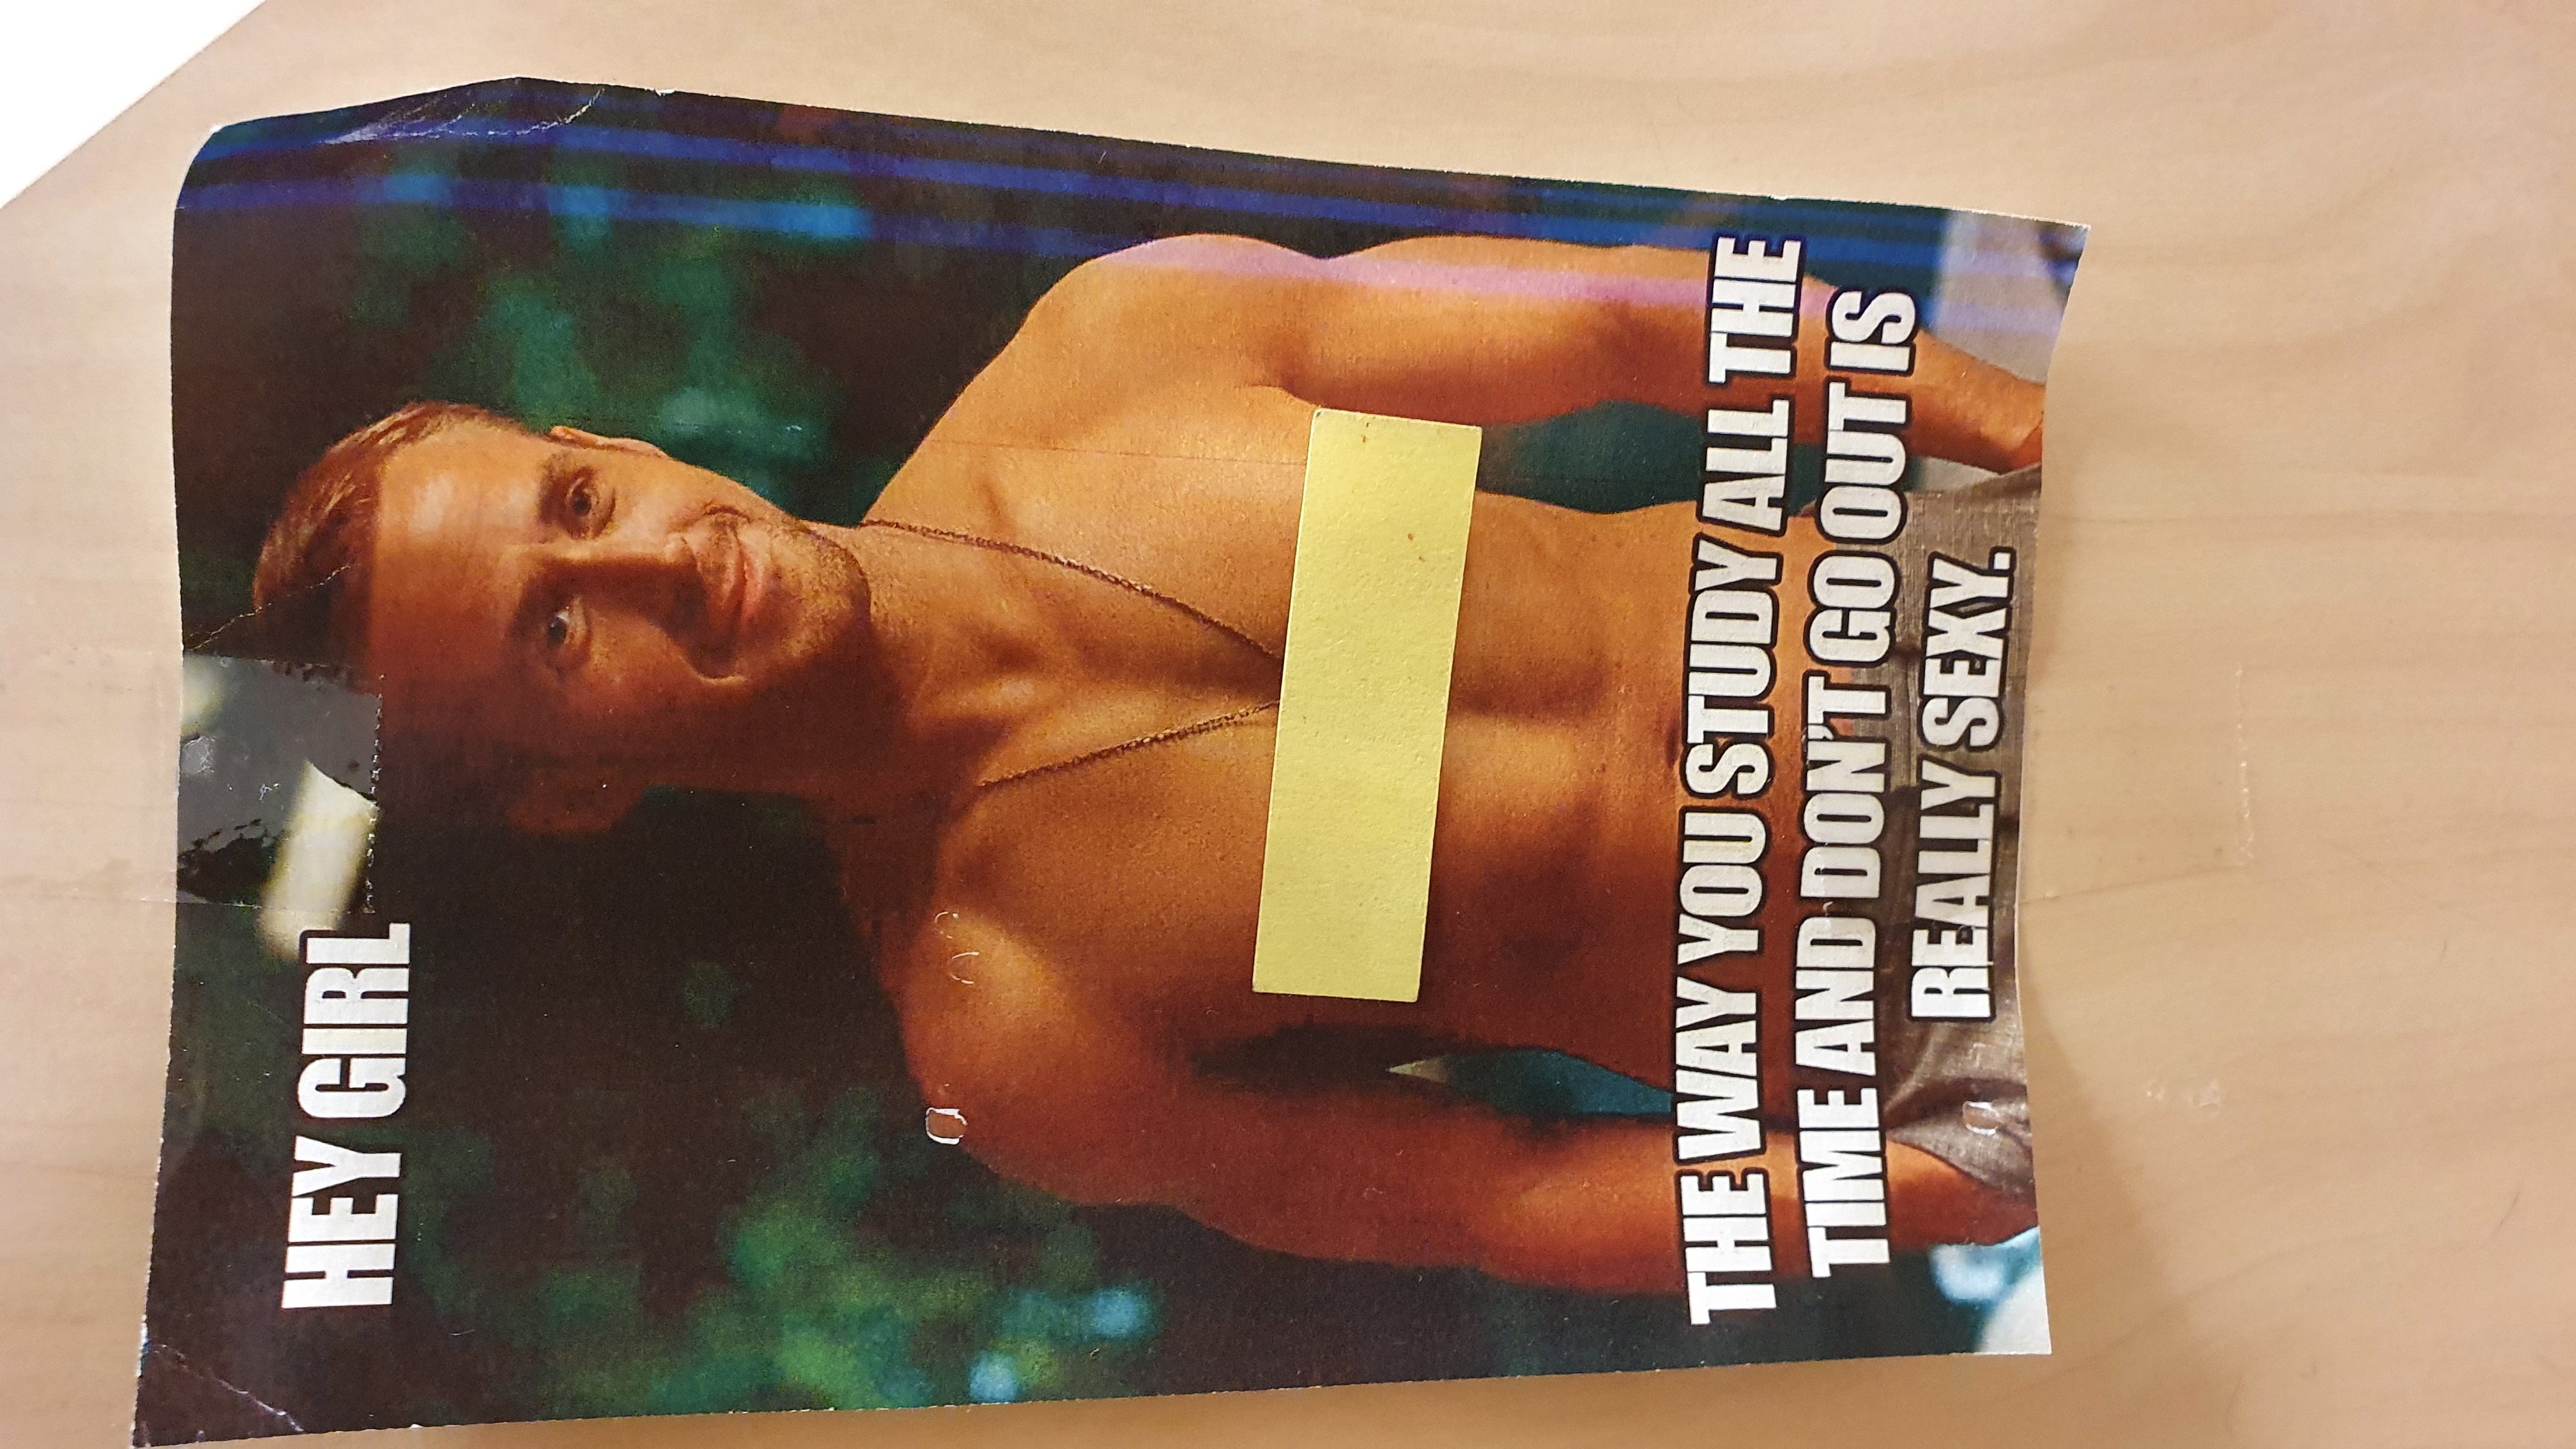 HEY GIRL
THE WAY YOU STUDY ALL THE
TIME AND DON'T GO OUT IS
REALLY SEXY.